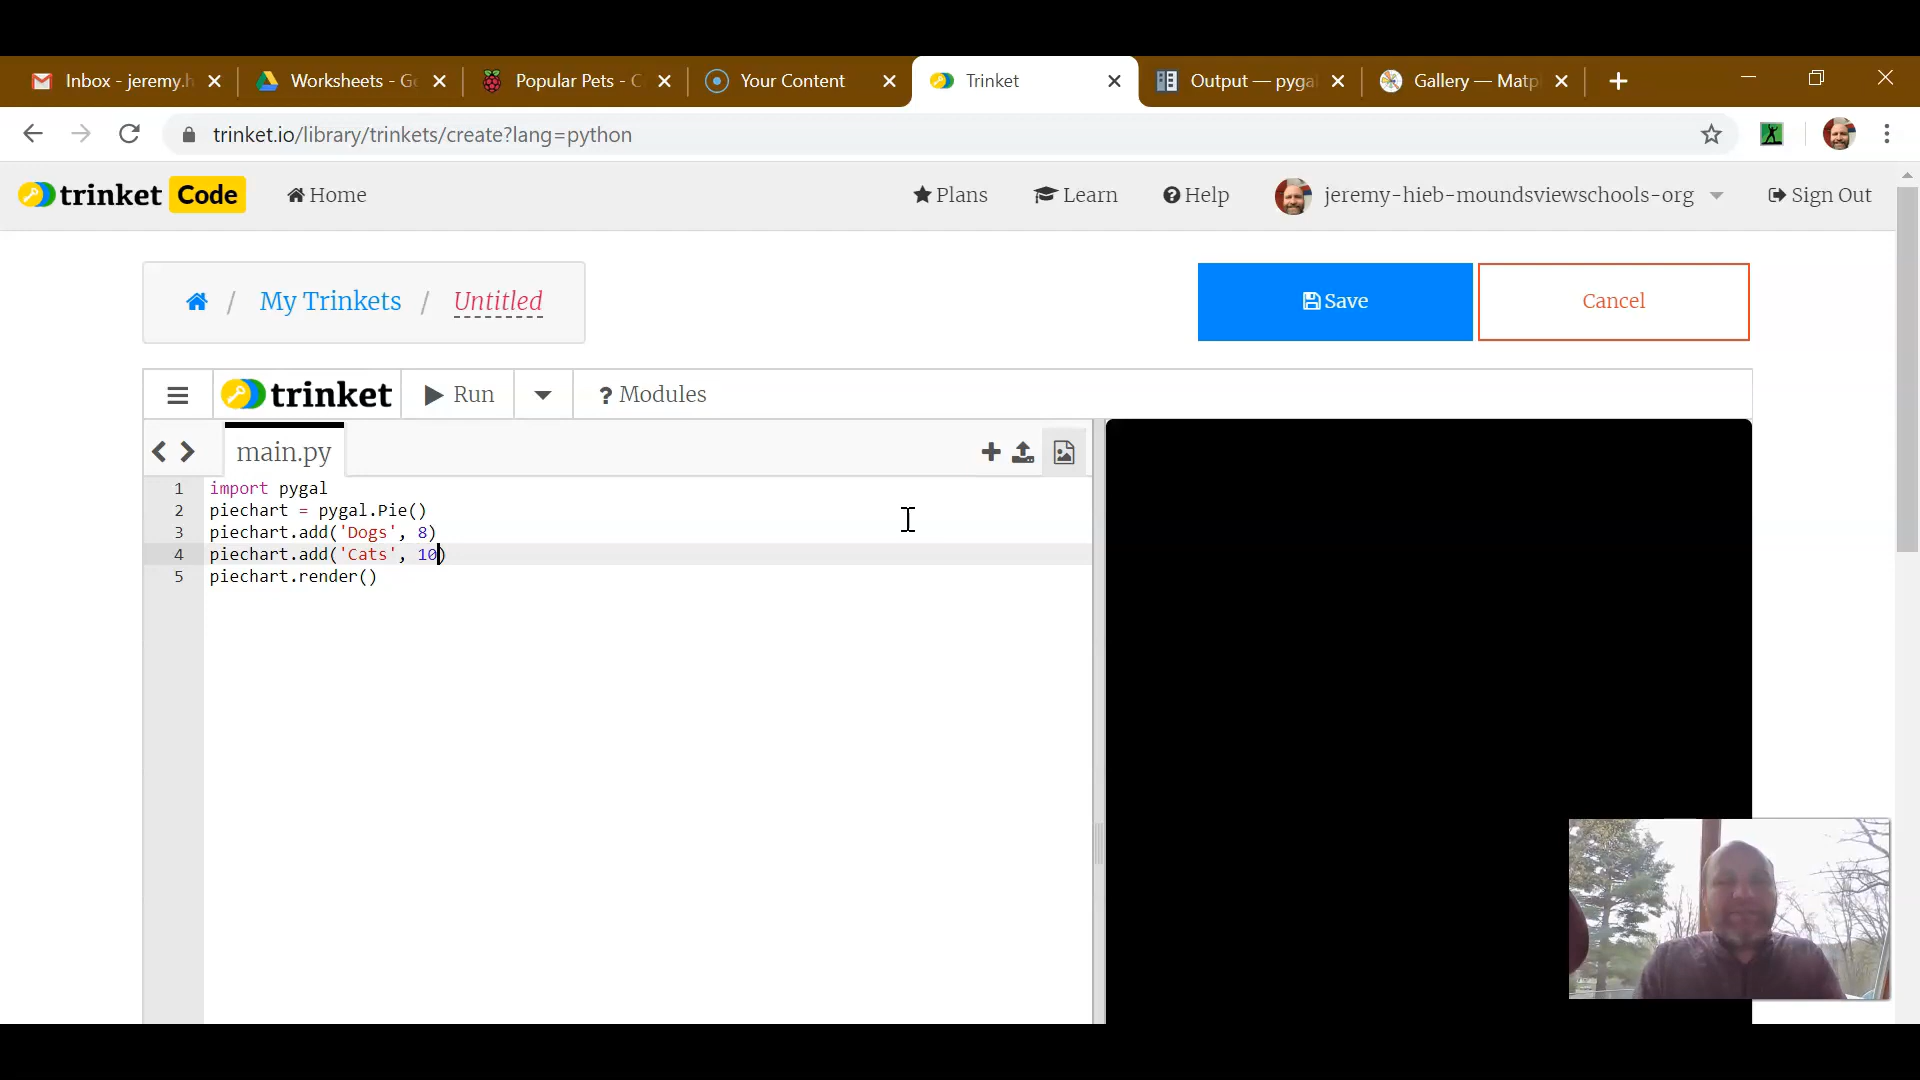 Inbox - jeremy.h
Worksheets - Go
Popular Pets - C
Your Content
Trinket
Output — pyga
Gallery — Matp
trinket.io/library/trinkets/create?lang=python
trinket Code
Home
Plans
Learn
Help
jeremy-hieb-moundsviewschools-org
Sign Out
/ My Trinkets / Untitled
Save
Cancel
trinket
Run
? Modules
main.py
1 import pygal
2 piechart = pygal.Pie()
3 piechart.add('Dogs', 8)
4 piechart.add('Cats', 10)
5 piechart.render()